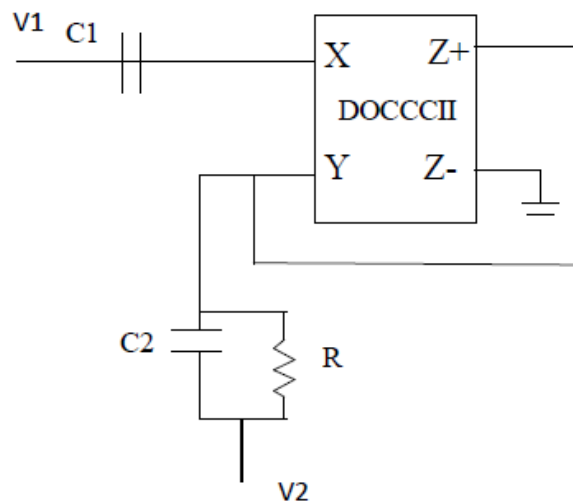 V1 C1
X Z+
DOCCCII
Y Z-
C2 R
V2